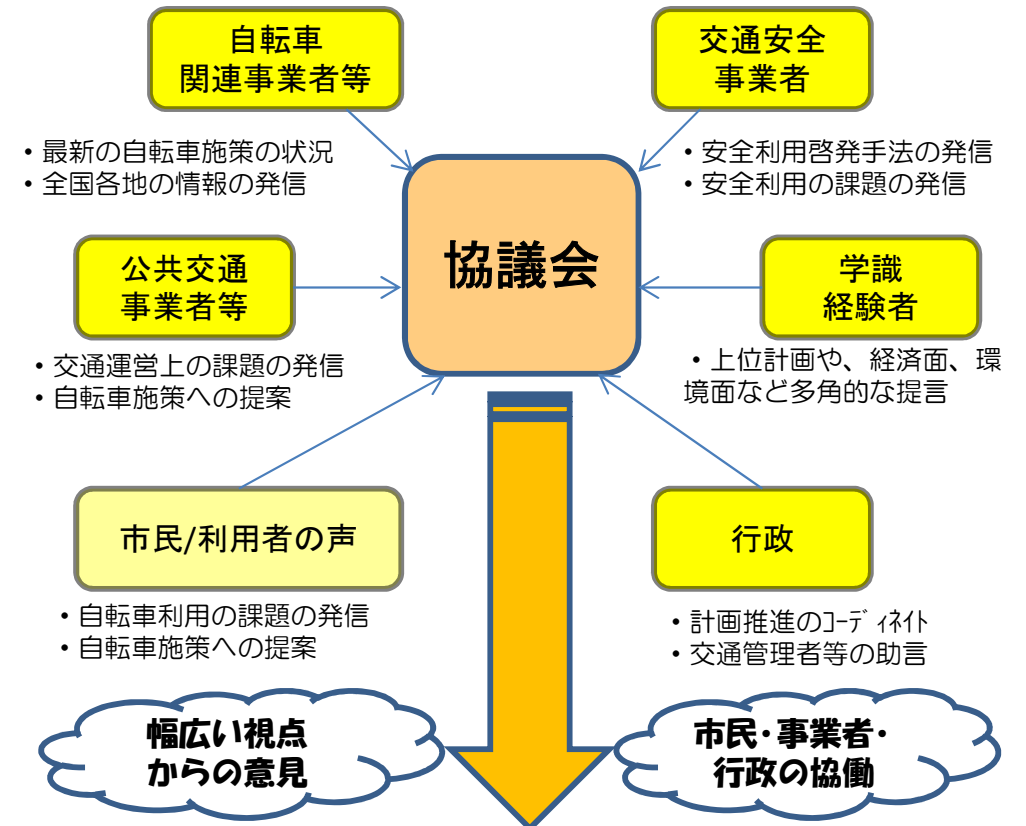 自転車
関連事業者等
・最新の自転車施策の状況
・全国各地の情報の発信
交通安全
事業者
・安全利用啓発手法の発信
・安全利用の課題の発信
協議会
公共交通
事業者等
・交通運営上の課題の発信
・自転車施策への提案
学識
経験者
・上位計画や、経済面、環
境面など多角的な提言
市民/利用者の声
・自転車利用の課題の発信
・自転車施策への提案
行政
・計画推進のｺｰﾃﾞｨﾈｲﾄ
・交通管理者等の助言
幅広い視点
からの意見
市民・事業者・
行政の協働